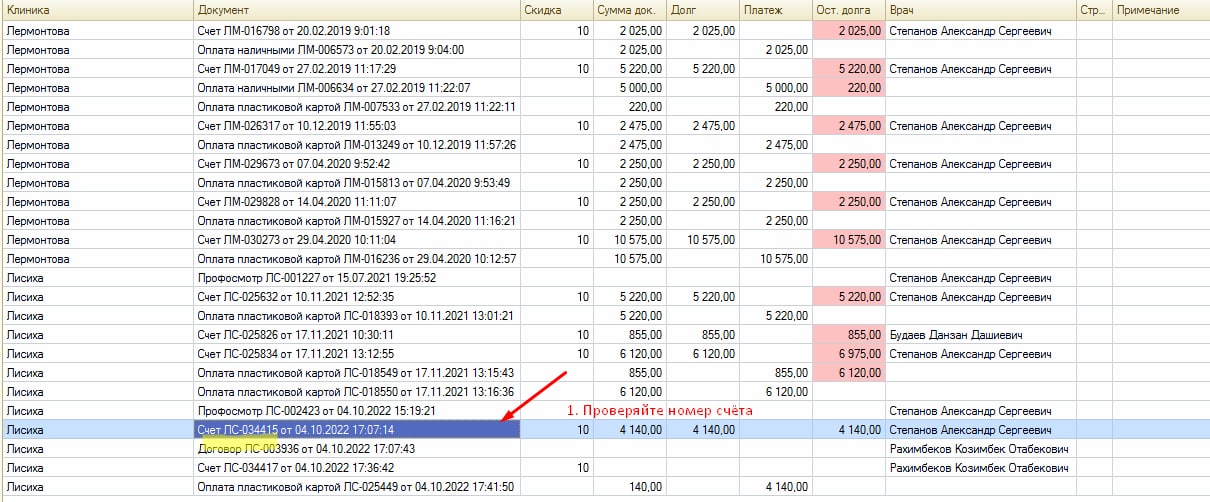 Клиника Документ Скидка Сумма док. Долг Платеж Ост. долга Врач Стр... Примечание
Лермонтова Счет ЛМ-016798 от 20.02.2019 9:01:18 10 2 025,00 2 025,00 2 025,00 Степанов Александр Сергеевич
Лермонтова Оплата наличными ЛМ-006573 от 20.02.2019 9:04:00 2 025,00 2 025,00
Лермонтова Счет ЛМ-017049 от 27.02.2019 11:17:29 10 5 220,00 5 220,00 5 220,00 Степанов Александр Сергеевич
Лермонтова Оплата наличными ЛМ-006634 от 27.02.2019 11:22:07 5 000,00 5 000,00 220,00
Лермонтова Оплата пластиковой картой ЛМ-007533 от 27.02.2019 11:22:11 220,00 220,00
Лермонтова Счет ЛМ-026317 от 10.12.2019 11:55:03 10 2 475,00 2 475,00 2 475,00 Степанов Александр Сергеевич
Лермонтова Оплата пластиковой картой ЛМ-013249 от 10.12.2019 11:57:26 2 475,00 2 475,00
Лермонтова Счет ЛМ-029673 от 07.04.2020 9:52:42 10 2 250,00 2 250,00 2 250,00 Степанов Александр Сергеевич
Лермонтова Оплата пластиковой картой ЛМ-015813 от 07.04.2020 9:53:49 2 250,00 2 250,00
Лермонтова Счет ЛМ-029828 от 14.04.2020 11:11:07 10 2 250,00 2 250,00 2 250,00 Степанов Александр Сергеевич
Лермонтова Оплата пластиковой картой ЛМ-015927 от 14.04.2020 11:16:21 2 250,00 2 250,00
Лермонтова Счет ЛМ-030273 от 29.04.2020 10:11:04 10 10 575,00 10 575,00 10 575,00 Степанов Александр Сергеевич
Лермонтова Оплата пластиковой картой ЛМ-016236 от 29.04.2020 10:12:57 10 575,00 10 575,00
Лисиха Профосмотр ЛС-001227 от 15.07.2021 19:25:52 Степанов Александр Сергеевич
Лисиха Счет ЛС-025632 от 10.11.2021 12:52:35 10 5 220,00 5 220,00 5 220,00 Степанов Александр Сергеевич
Лисиха Оплата пластиковой картой ЛС-018393 от 10.11.2021 13:01:21 5 220,00 5 220,00
Лисиха Счет ЛС-025826 от 17.11.2021 10:30:11 10 855,00 855,00 855,00 Будаев Данзан Дашиевич
Лисиха Счет ЛС-025834 от 17.11.2021 13:12:55 10 6 120,00 6 120,00 6 975,00 Степанов Александр Сергеевич
Лисиха Оплата пластиковой картой ЛС-018549 от 17.11.2021 13:15:43 855,00 855,00 6 120,00
Лисиха Оплата пластиковой картой ЛС-018550 от 17.11.2021 13:16:36 6 120,00 6 120,00
Лисиха Профосмотр ЛС-002423 от 04.10.2022 15:19:21 1. Проверяйте номер счёта Степанов Александр Сергеевич
Лисиха Счет ЛС-034415 от 04.10.2022 17:07:14 10 4 140,00 4 140,00 4 140,00 Степанов Александр Сергеевич
Лисиха Договор ЛС-003936 от 04.10.2022 17:07:43 Рахимбеков Козимбек Отабекович
Лисиха Счет ЛС-034417 от 04.10.2022 17:36:42 10 Рахимбеков Козимбек Отабекович
Лисиха Оплата пластиковой картой ЛС-025449 от 04.10.2022 17:41:50 140,00 4 140,00